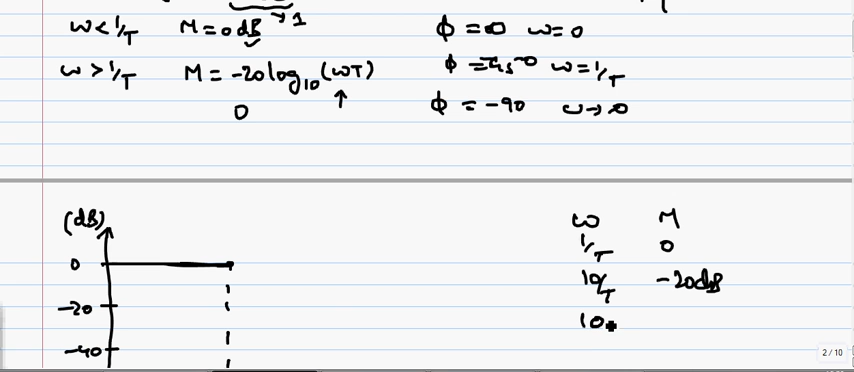 ω < 1/T M = 0 dB → 1 ϕ = 0 ω = 0
ω > 1/T M = -20 log₁₀ (ωT) ϕ = -45° ω = 1/T
0 ↑ ϕ = -90 ω → ∞
(dB) ω M
1/T 0
0
10/T -20dB
-20
10
-40
2 / 10